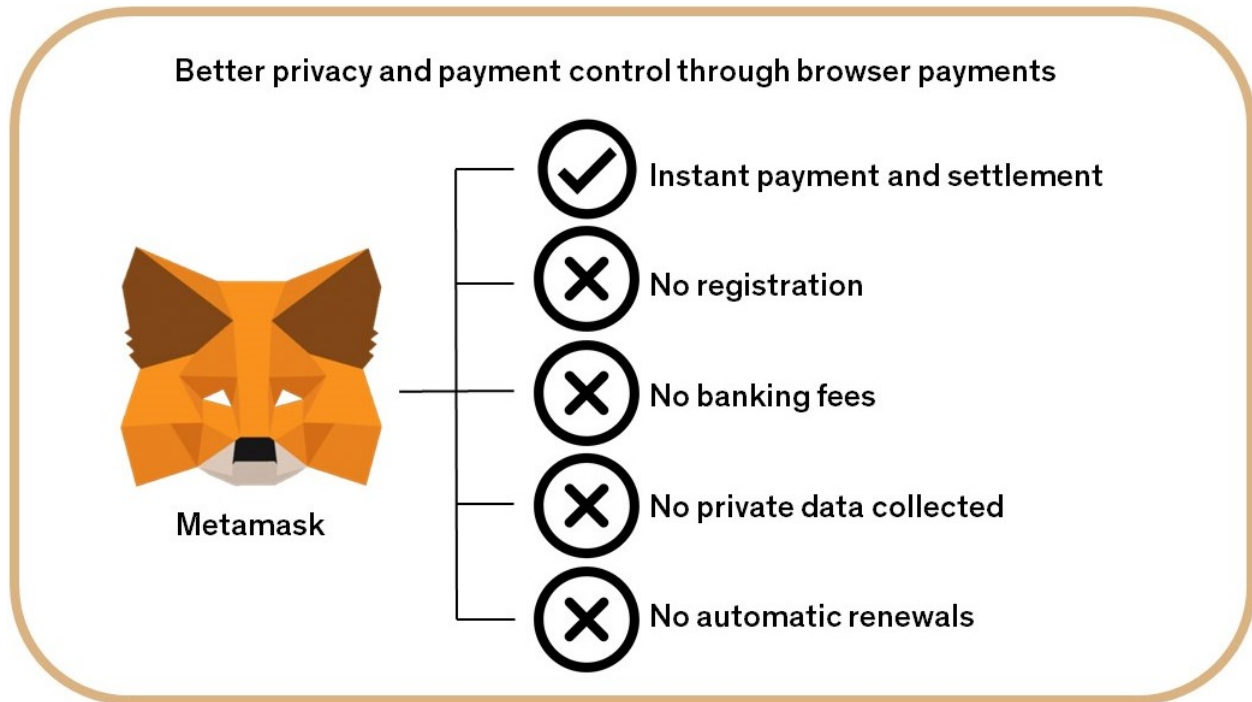 Better privacy and payment control through browser payments
Instant payment and settlement
No registration
No banking fees
No private data collected
No automatic renewals
Metamask